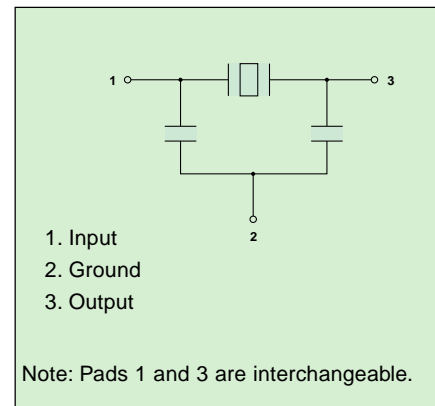 1
3
2
1. Input
2. Ground
3. Output
Note: Pads 1 and 3 are interchangeable.